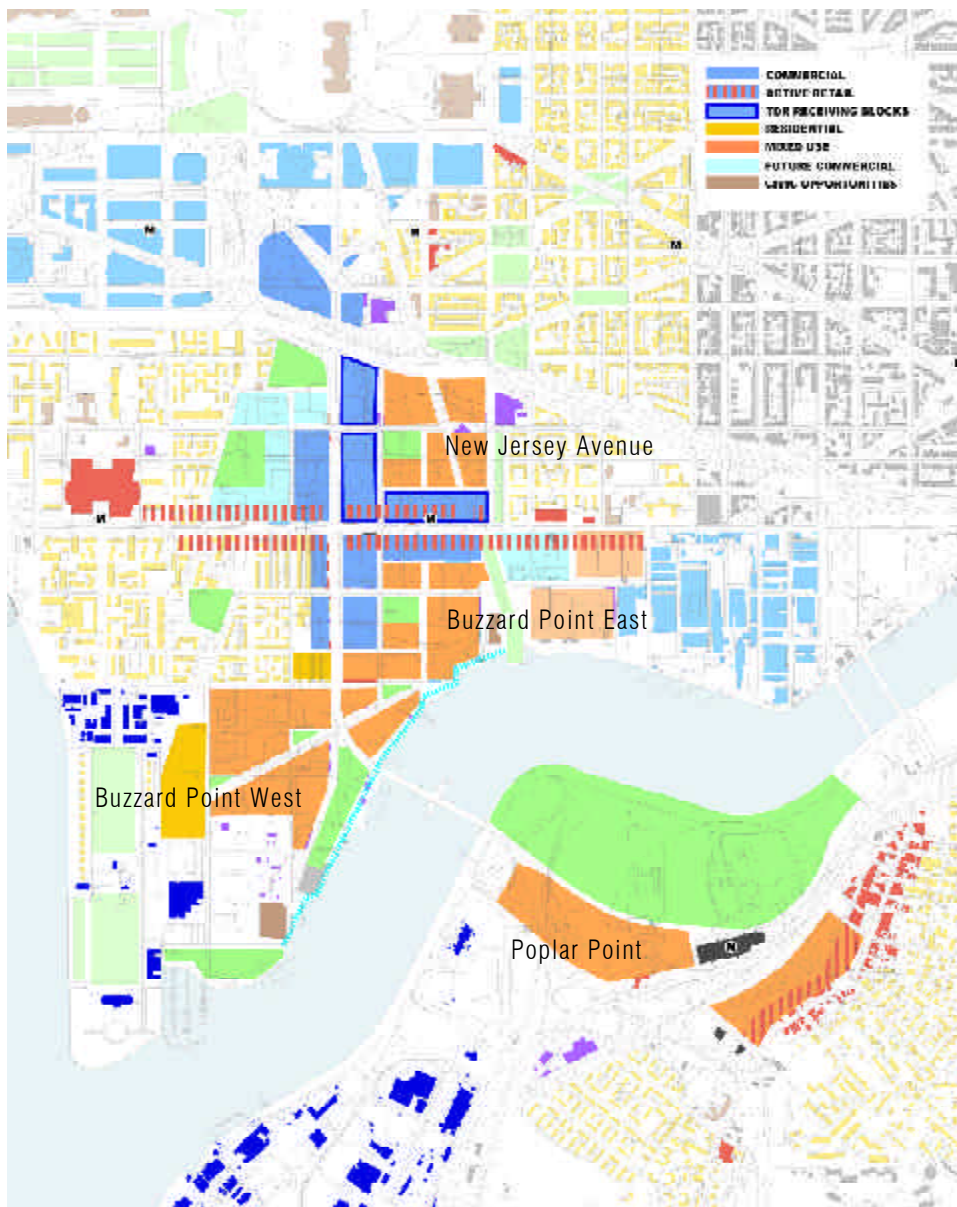 COMMERCIAL
ACTIVE RETAIL
TDR RECEIVING BLOCKS
RESIDENTIAL
MIXED USE
FUTURE COMMERCIAL
CIVIC OPPORTUNITIES
M
M
M
New Jersey Avenue
M
M
Buzzard Point East
Buzzard Point West
Poplar Point